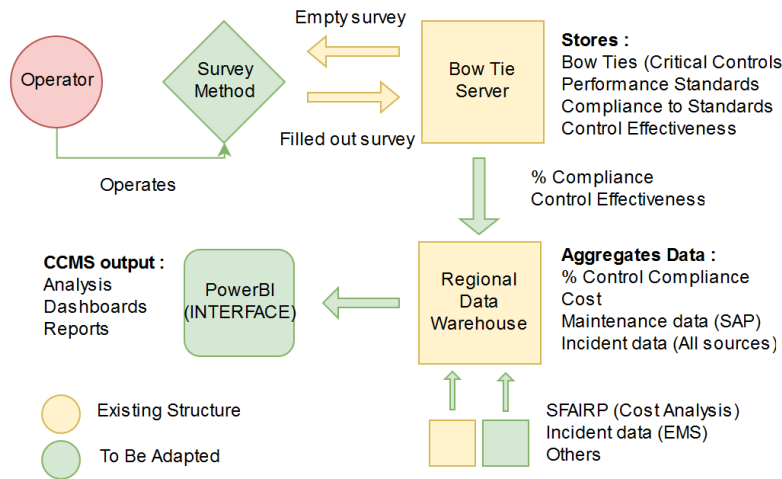 Empty survey
Operator
Survey
Method
Bow Tie
Server
Stores :
Bow Ties (Critical Controls
Performance Standards
Compliance to Standards
Control Effectiveness
Filled out survey
Operates
% Compliance
Control Effectiveness
CCMS output :
Analysis
Dashboards
Reports
PowerBI
(INTERFACE)
Regional
Data
Warehouse
Aggregates Data :
% Control Compliance
Cost
Maintenance data (SAP)
Incident data (All sources)
Existing Structure
To Be Adapted
SFAIRP (Cost Analysis)
Incident data (EMS)
Others